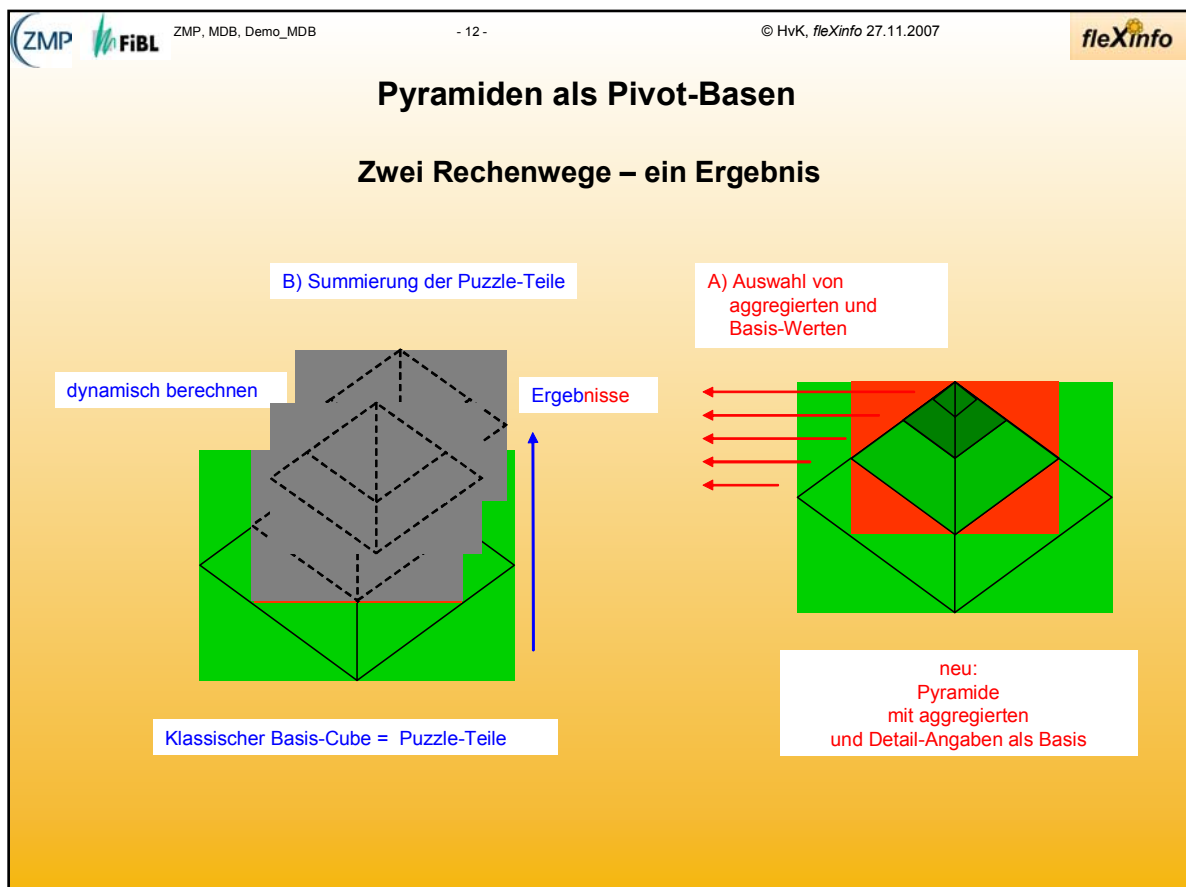 ZMP FiBL ZMP, MDB, Demo_MDB - 12 - © HvK, fleXinfo 27.11.2007 fleXinfo
Pyramiden als Pivot-Basen
Zwei Rechenwege – ein Ergebnis
B) Summierung der Puzzle-Teile
A) Auswahl von
aggregierten und
Basis-Werten
dynamisch berechnen
Ergebnisse
neu:
Pyramide
mit aggregierten
und Detail-Angaben als Basis
Klassischer Basis-Cube = Puzzle-Teile